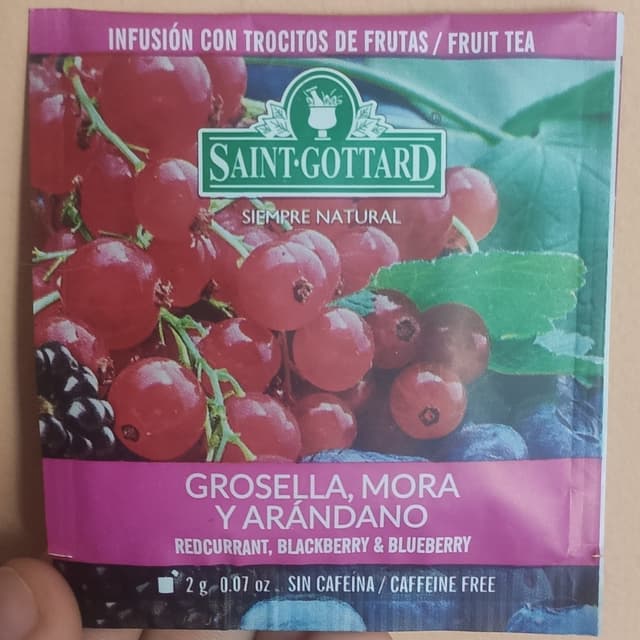 INFUSIÓN CON TROCITOS DE FRUTAS / FRUIT TEA
SAINT·GOTTARD®
SIEMPRE NATURAL
GROSELLA, MORA
Y ARÁNDANO
REDCURRANT, BLACKBERRY & BLUEBERRY
2 g 0.07 oz SIN CAFEÍNA / CAFFEINE FREE